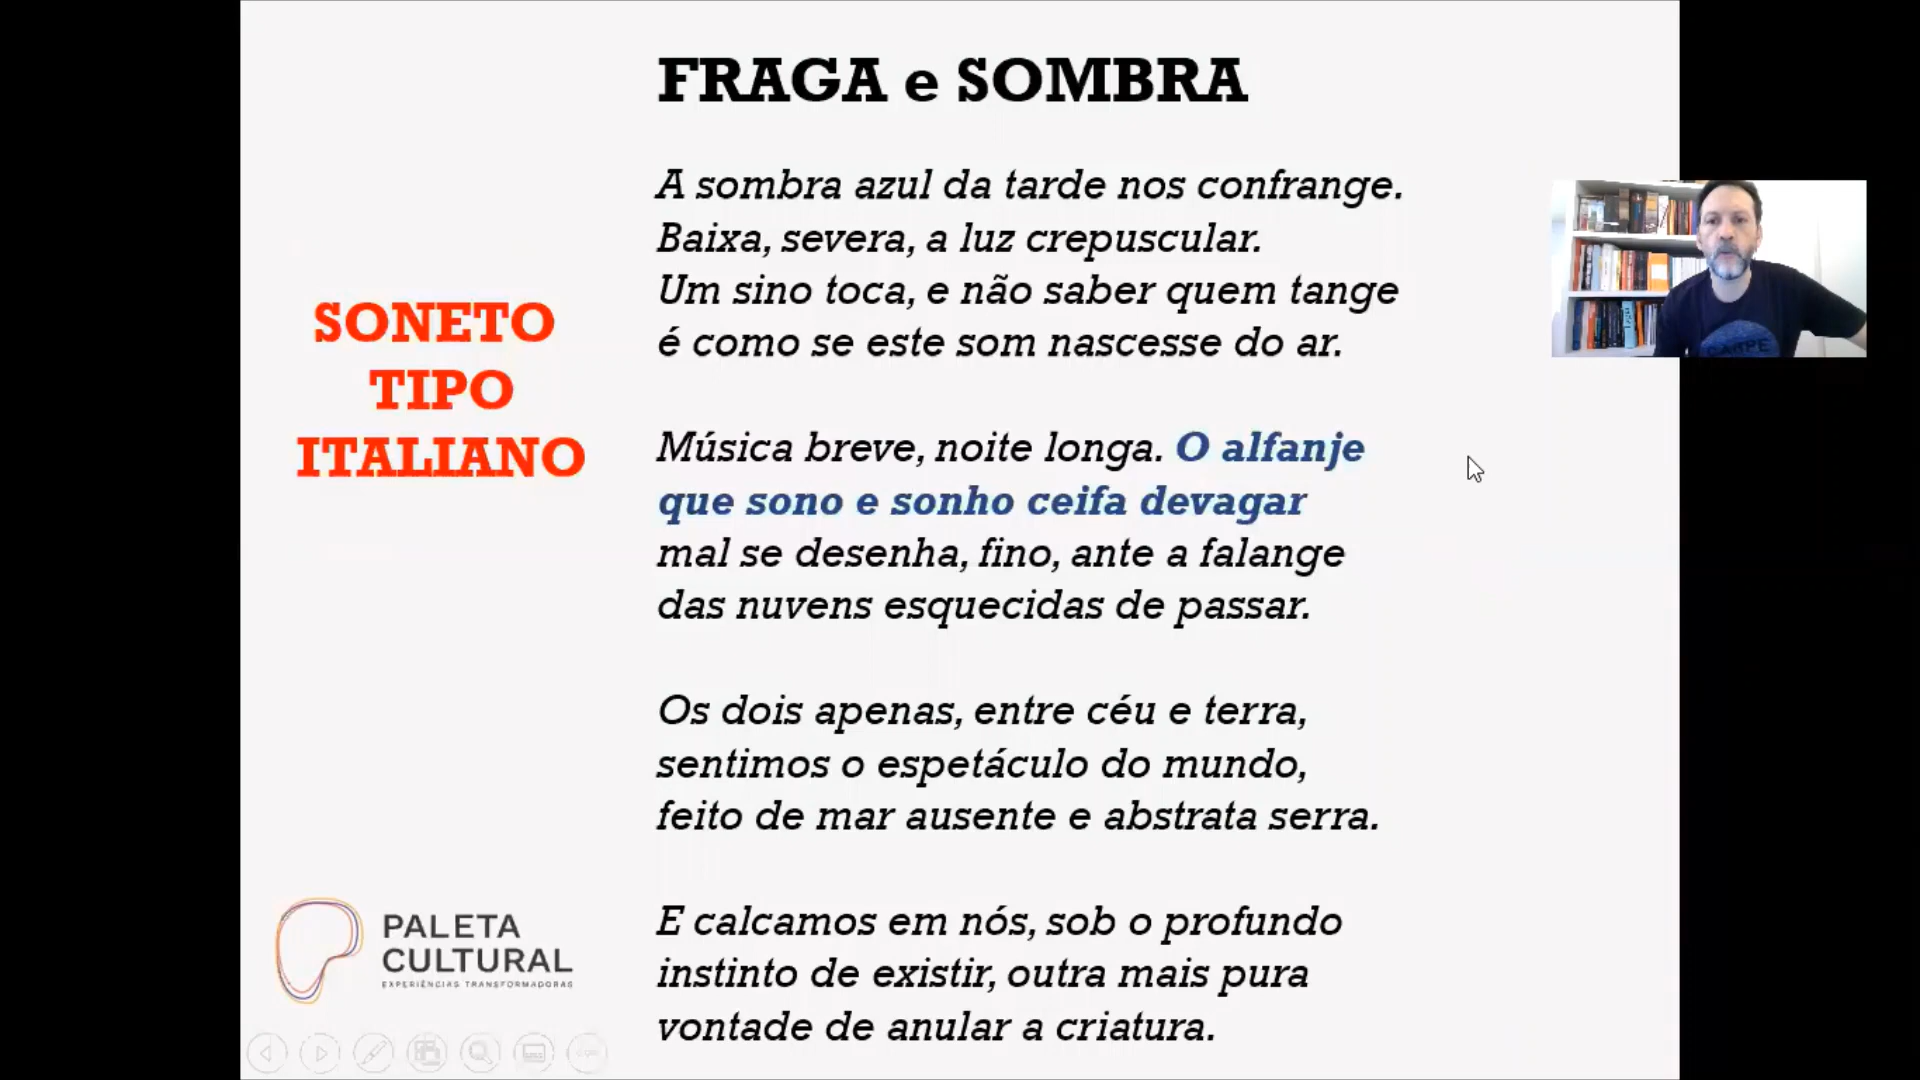 FRAGA e SOMBRA
SONETO
TIPO
ITALIANO
A sombra azul da tarde nos confrange.
Baixa, severa, a luz crepuscular.
Um sino toca, e não saber quem tange
é como se este som nascesse do ar.
Música breve, noite longa. O alfanje
que sono e sonho ceifa devagar
mal se desenha, fino, ante a falange
das nuvens esquecidas de passar.
Os dois apenas, entre céu e terra,
sentimos o espetáculo do mundo,
feito de mar ausente e abstrata serra.
E calcamos em nós, sob o profundo
instinto de existir, outra mais pura
vontade de anular a criatura.
PALETA
CULTURAL
EXPERIÊNCIAS TRANSFORMADORAS
CARPE